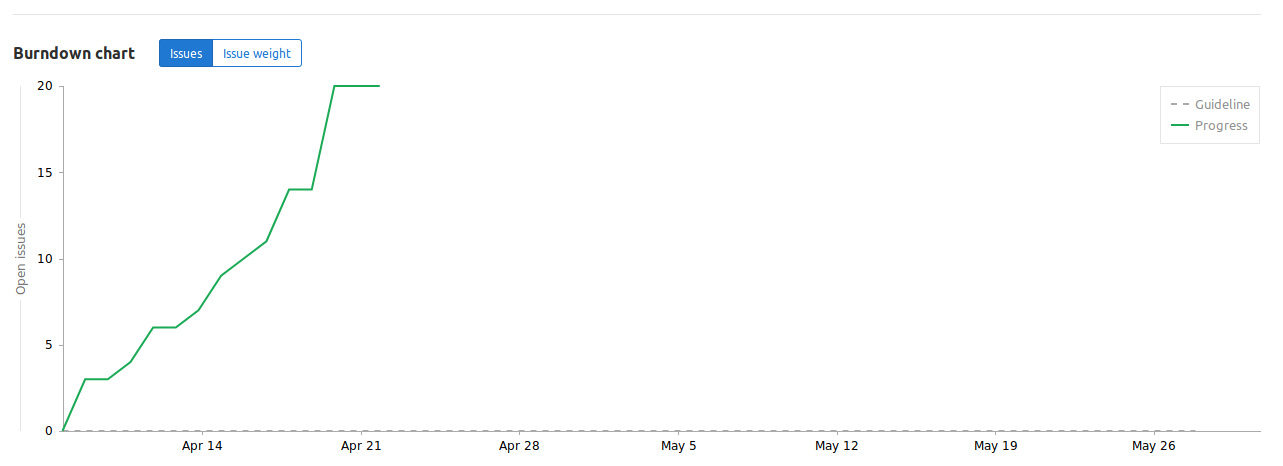 Burndown chart Issues Issue weight
20
15
10
5
0
Open issues
Guideline
Progress
Apr 14 Apr 21 Apr 28 May 5 May 12 May 19 May 26